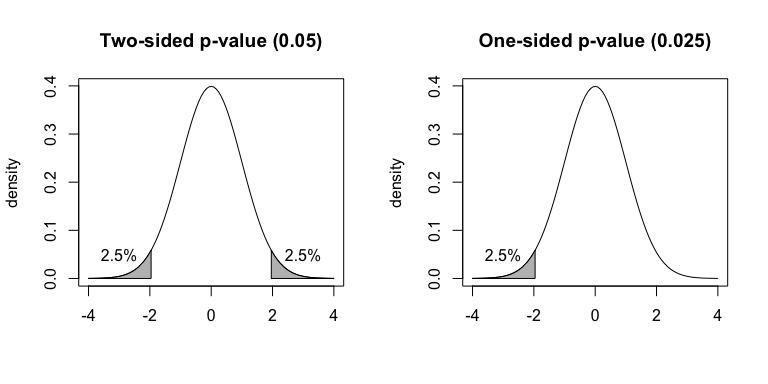 Two-sided p-value (0.05)
density
0.0 0.1 0.2 0.3 0.4
2.5% 2.5%
-4 -2 0 2 4
One-sided p-value (0.025)
density
0.0 0.1 0.2 0.3 0.4
2.5%
-4 -2 0 2 4